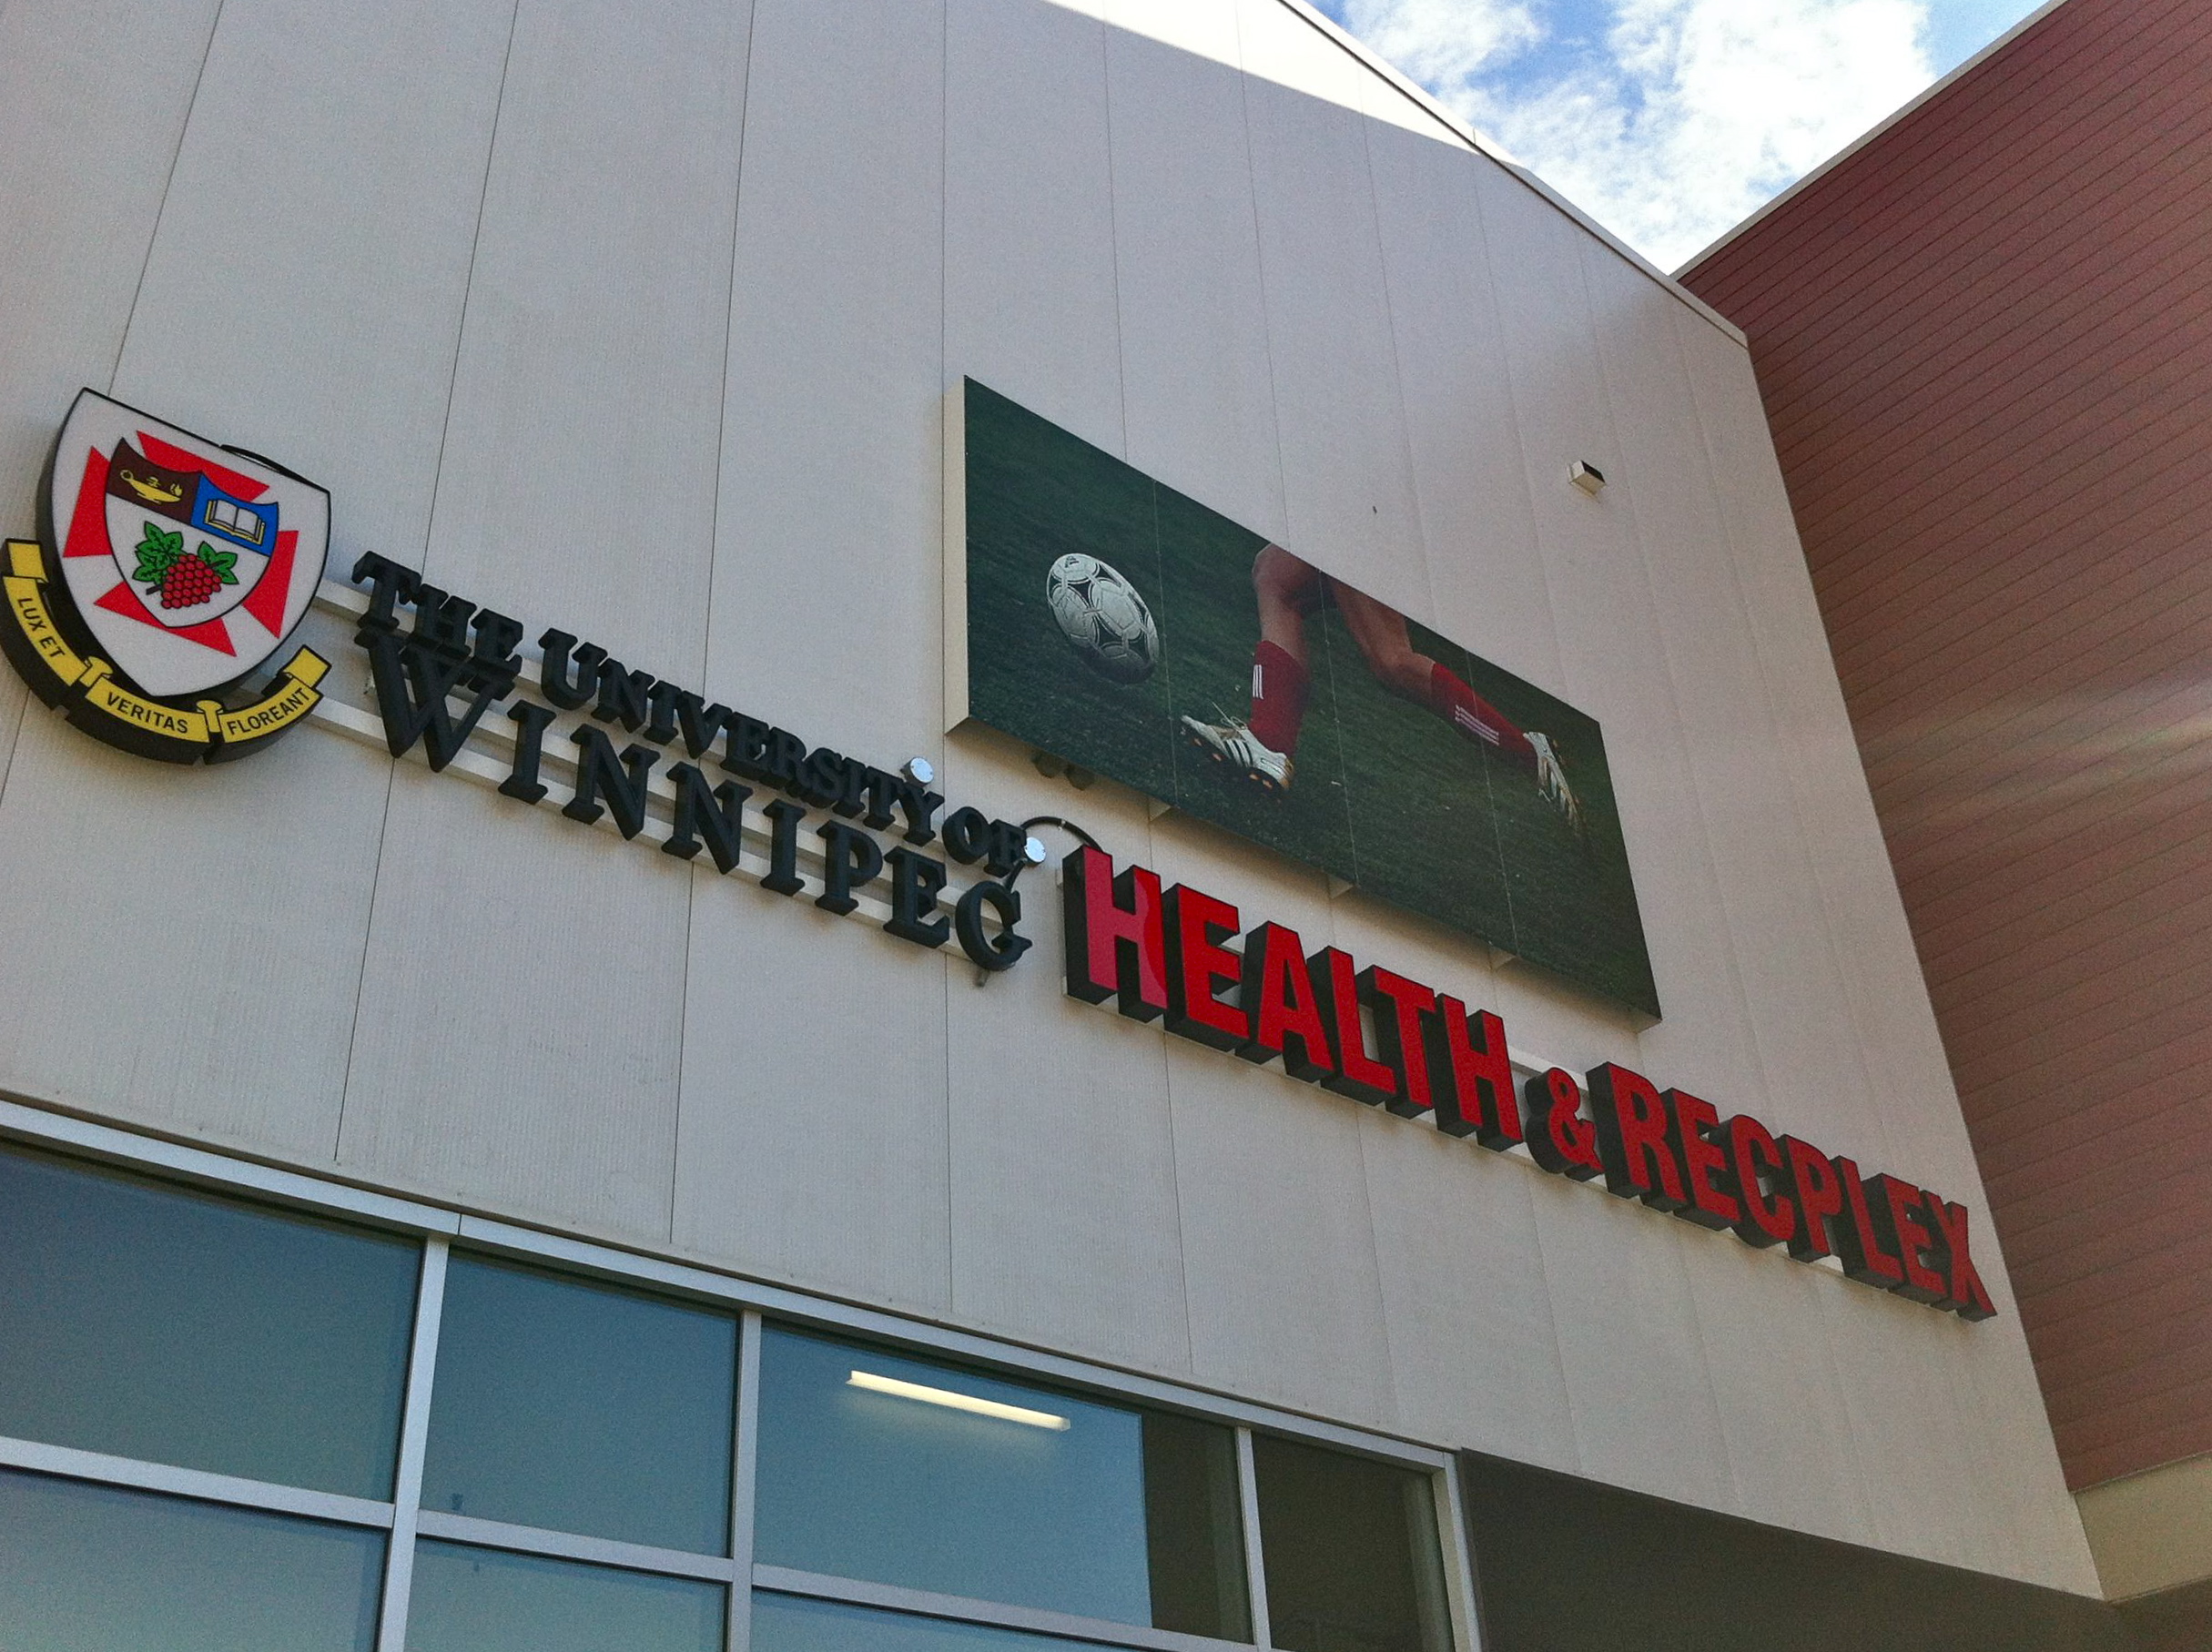 LUX ET VERITAS FLOREANT
THE UNIVERSITY OF
WINNIPEG
HEALTH & RECPLEX